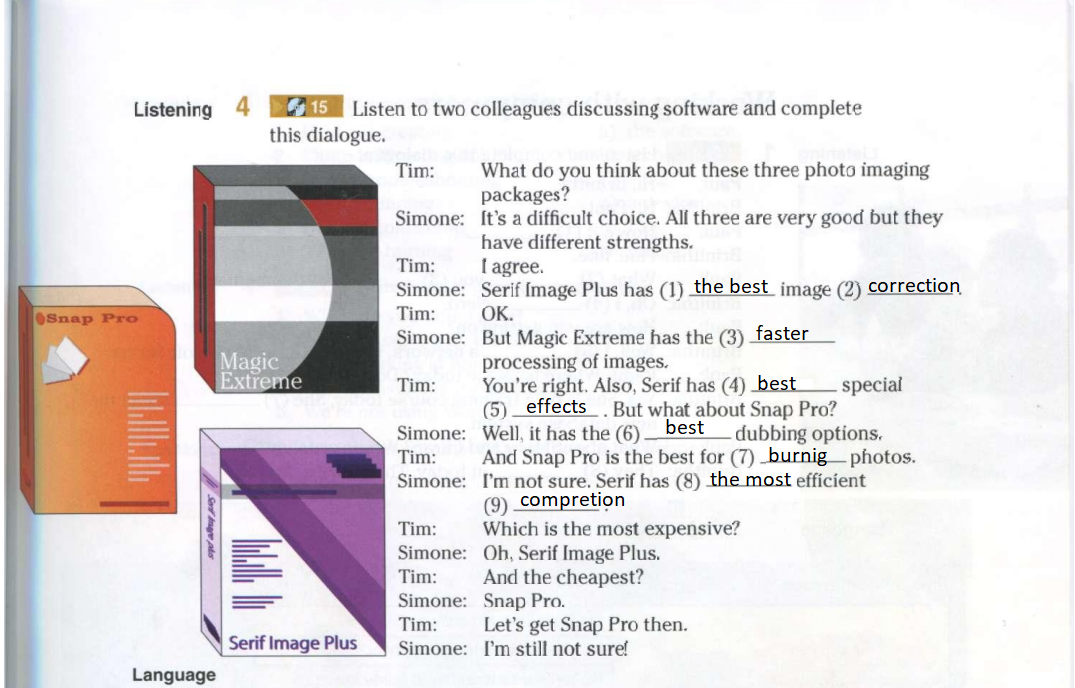 Listening 4 15 Listen to two colleagues discussing software and complete
this dialogue.
Tim: What do you think about these three photo imaging
packages?
Simone: It's a difficult choice. All three are very good but they
have different strengths.
Tim: I agree.
Simone: Serif Image Plus has (1) the best image (2) correction.
Tim: OK.
Simone: But Magic Extreme has the (3) faster
processing of images.
Tim: You're right. Also, Serif has (4) best special
(5) effects. But what about Snap Pro?
Simone: Well, it has the (6) best dubbing options.
Tim: And Snap Pro is the best for (7) burnig photos.
Simone: I'm not sure. Serif has (8) the most efficient
(9) compretion.
Tim: Which is the most expensive?
Simone: Oh, Serif Image Plus.
Tim: And the cheapest?
Simone: Snap Pro.
Tim: Let's get Snap Pro then.
Simone: I'm still not sure!
Magic
Extreme
Snap Pro
Serif Image plus
Serif Image Plus
Language